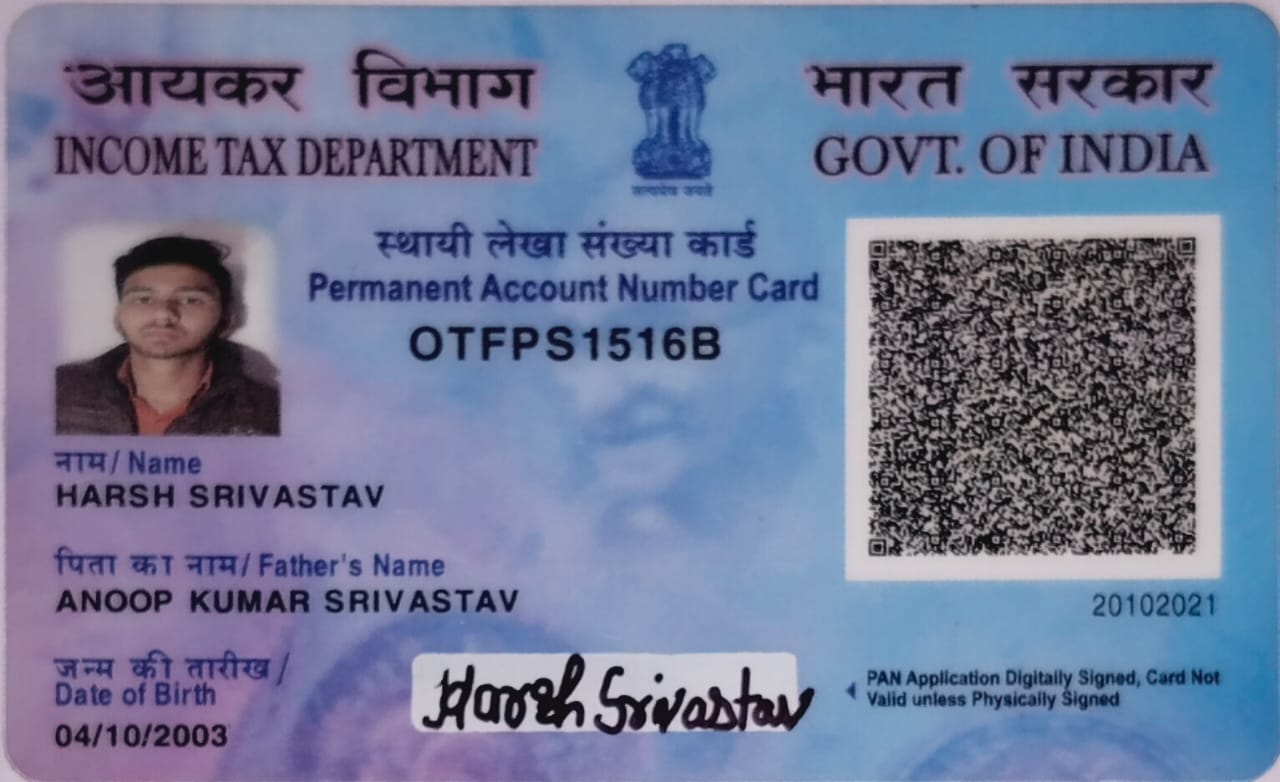 आयकर विभाग
INCOME TAX DEPARTMENT
सत्यमेव जयते
भारत सरकार
GOVT. OF INDIA
स्थायी लेखा संख्या कार्ड
Permanent Account Number Card
OTFPS1516B
नाम / Name
HARSH SRIVASTAV
पिता का नाम / Father's Name
ANOOP KUMAR SRIVASTAV
जन्म की तारीख /
Date of Birth
04/10/2003
Harsh Srivastav
20102021
PAN Application Digitally Signed, Card Not
Valid unless Physically Signed